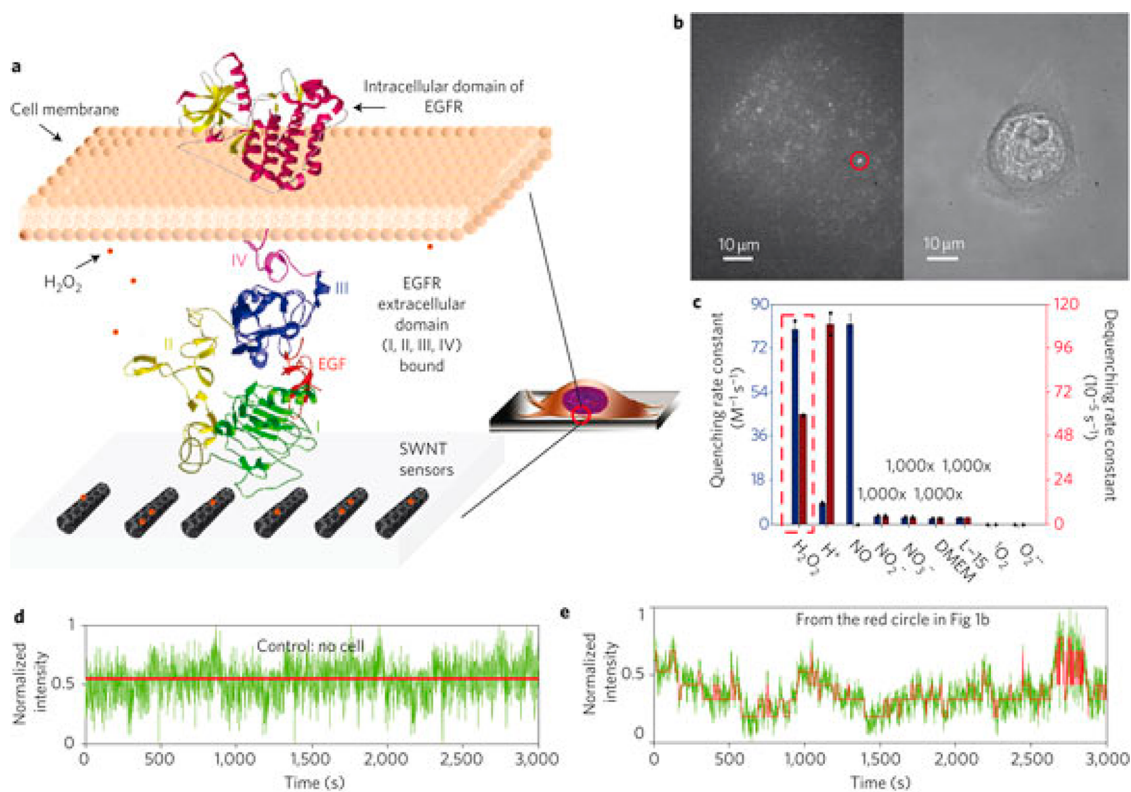 a
Cell membrane
Intracellular domain of
EGFR
H₂O₂
IV
III
II
EGF
I
EGFR
extracellular
domain
(I, II, III, IV)
bound
SWNT
sensors
b
10 μm
10 μm
c
Quenching rate constant
(M⁻¹ s⁻¹)
90
72
54
36
18
0
1,000x 1,000x
1,000x 1,000x
120
96
72
48
24
0
Dequenching rate constant
(10⁻⁵ s⁻¹)
H₂O₂
H⁺
NO
NO₂⁻
NO₃⁻
DMEM
L-15
¹O₂
O₂·⁻
d
Normalized
intensity
1
0.5
0
Control: no cell
0
500
1,000
1,500
2,000
2,500
3,000
Time (s)
e
Normalized
intensity
1
0.5
0
From the red circle in Fig 1b
0
500
1,000
1,500
2,000
2,500
3,000
Time (s)